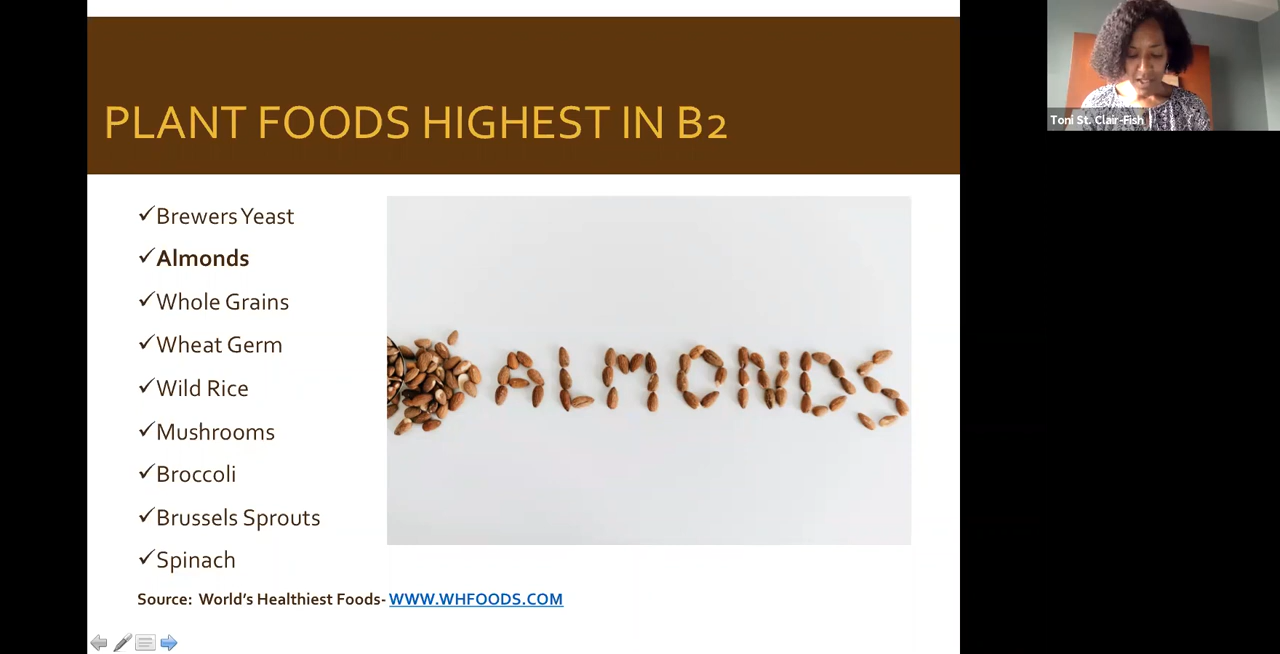 PLANT FOODS HIGHEST IN B2
✓Brewers Yeast
✓Almonds
✓Whole Grains
✓Wheat Germ
✓Wild Rice
✓Mushrooms
✓Broccoli
✓Brussels Sprouts
✓Spinach
ALMONDS
Source: World's Healthiest Foods- WWW.WHFOODS.COM
Toni St. Clair-Fish